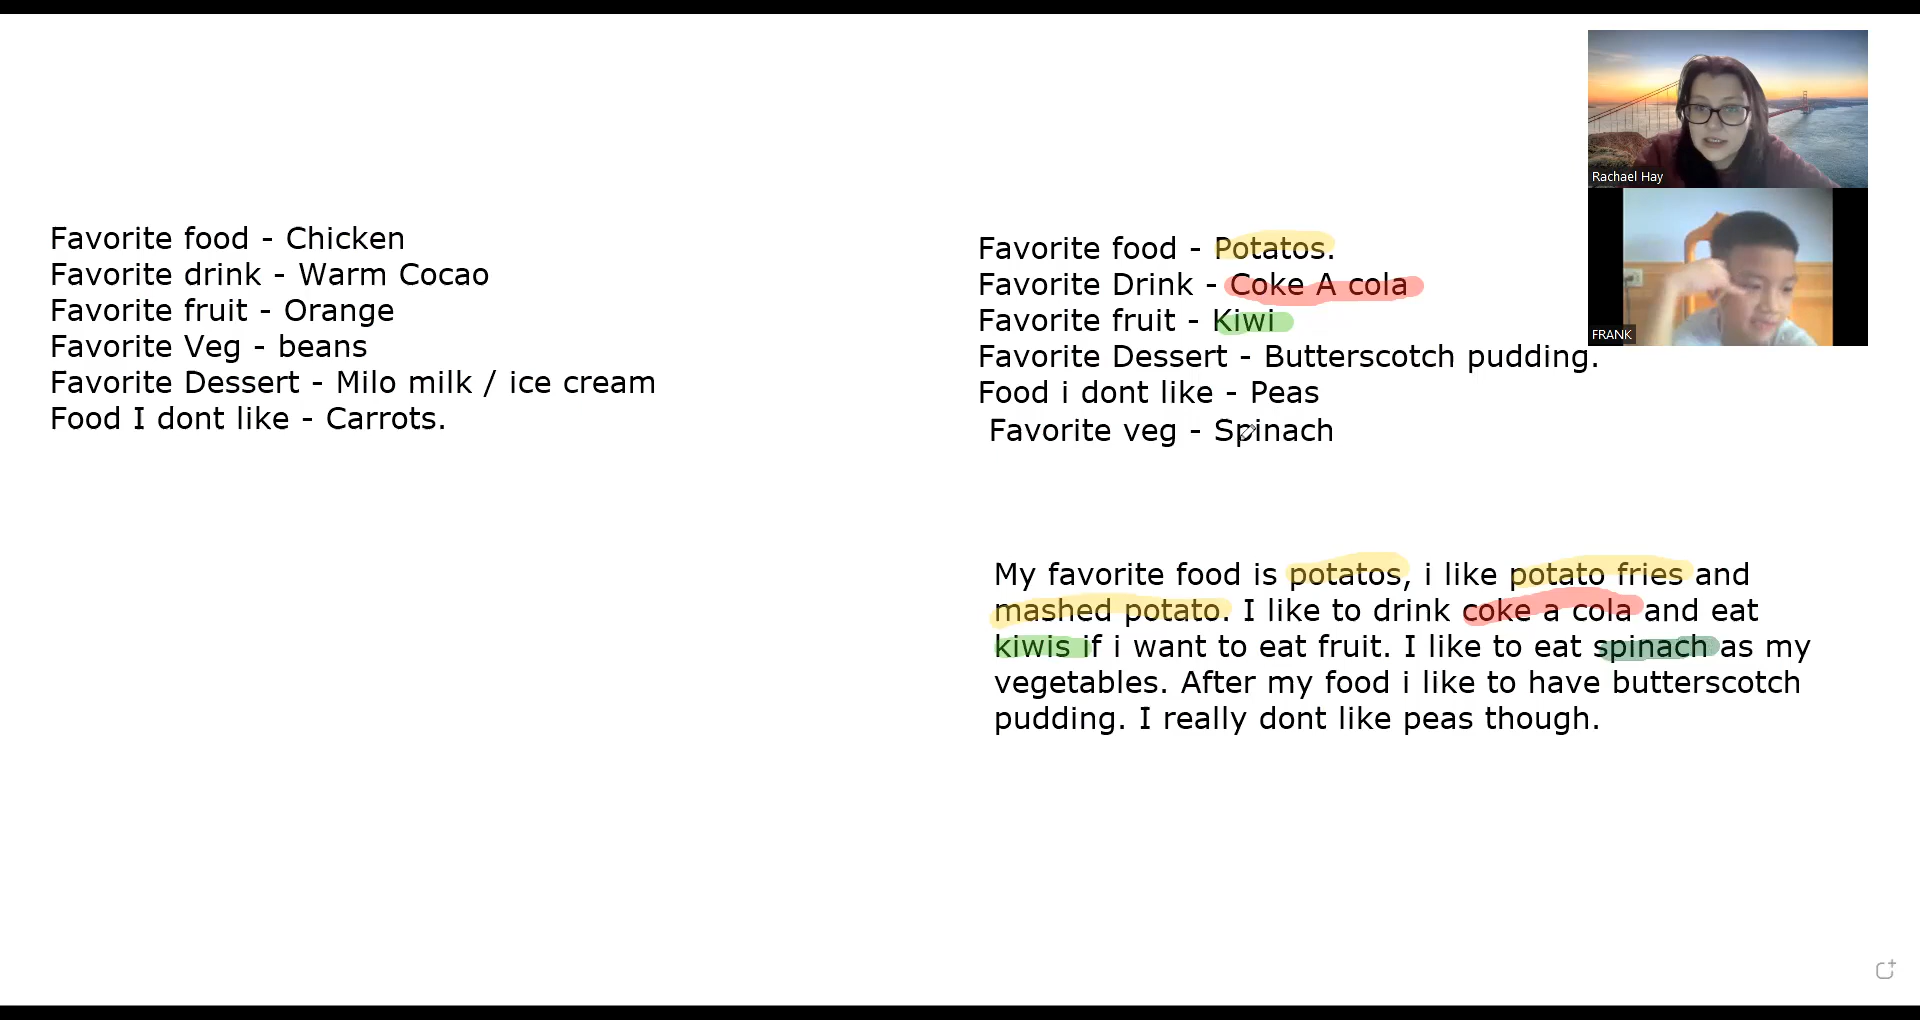 Rachael Hay
FRANK
Favorite food - Chicken
Favorite drink - Warm Cocao
Favorite fruit - Orange
Favorite Veg - beans
Favorite Dessert - Milo milk / ice cream
Food I dont like - Carrots.
Favorite food - Potatos.
Favorite Drink - Coke A cola
Favorite fruit - Kiwi
Favorite Dessert - Butterscotch pudding.
Food i dont like - Peas
Favorite veg - Spinach
My favorite food is potatos, i like potato fries and
mashed potato. I like to drink coke a cola and eat
kiwis if i want to eat fruit. I like to eat spinach as my
vegetables. After my food i like to have butterscotch
pudding. I really dont like peas though.